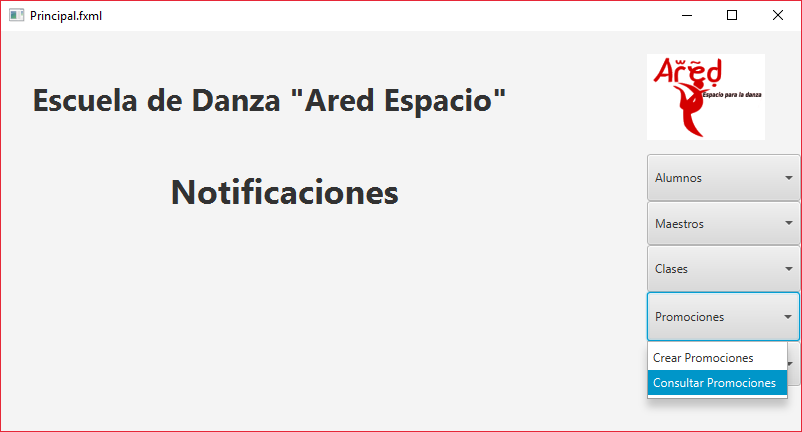 Principal.fxml
Escuela de Danza "Ared Espacio"
Notificaciones
Ared
Espacio para la danza
Alumnos
Maestros
Clases
Promociones
Crear Promociones
Consultar Promociones